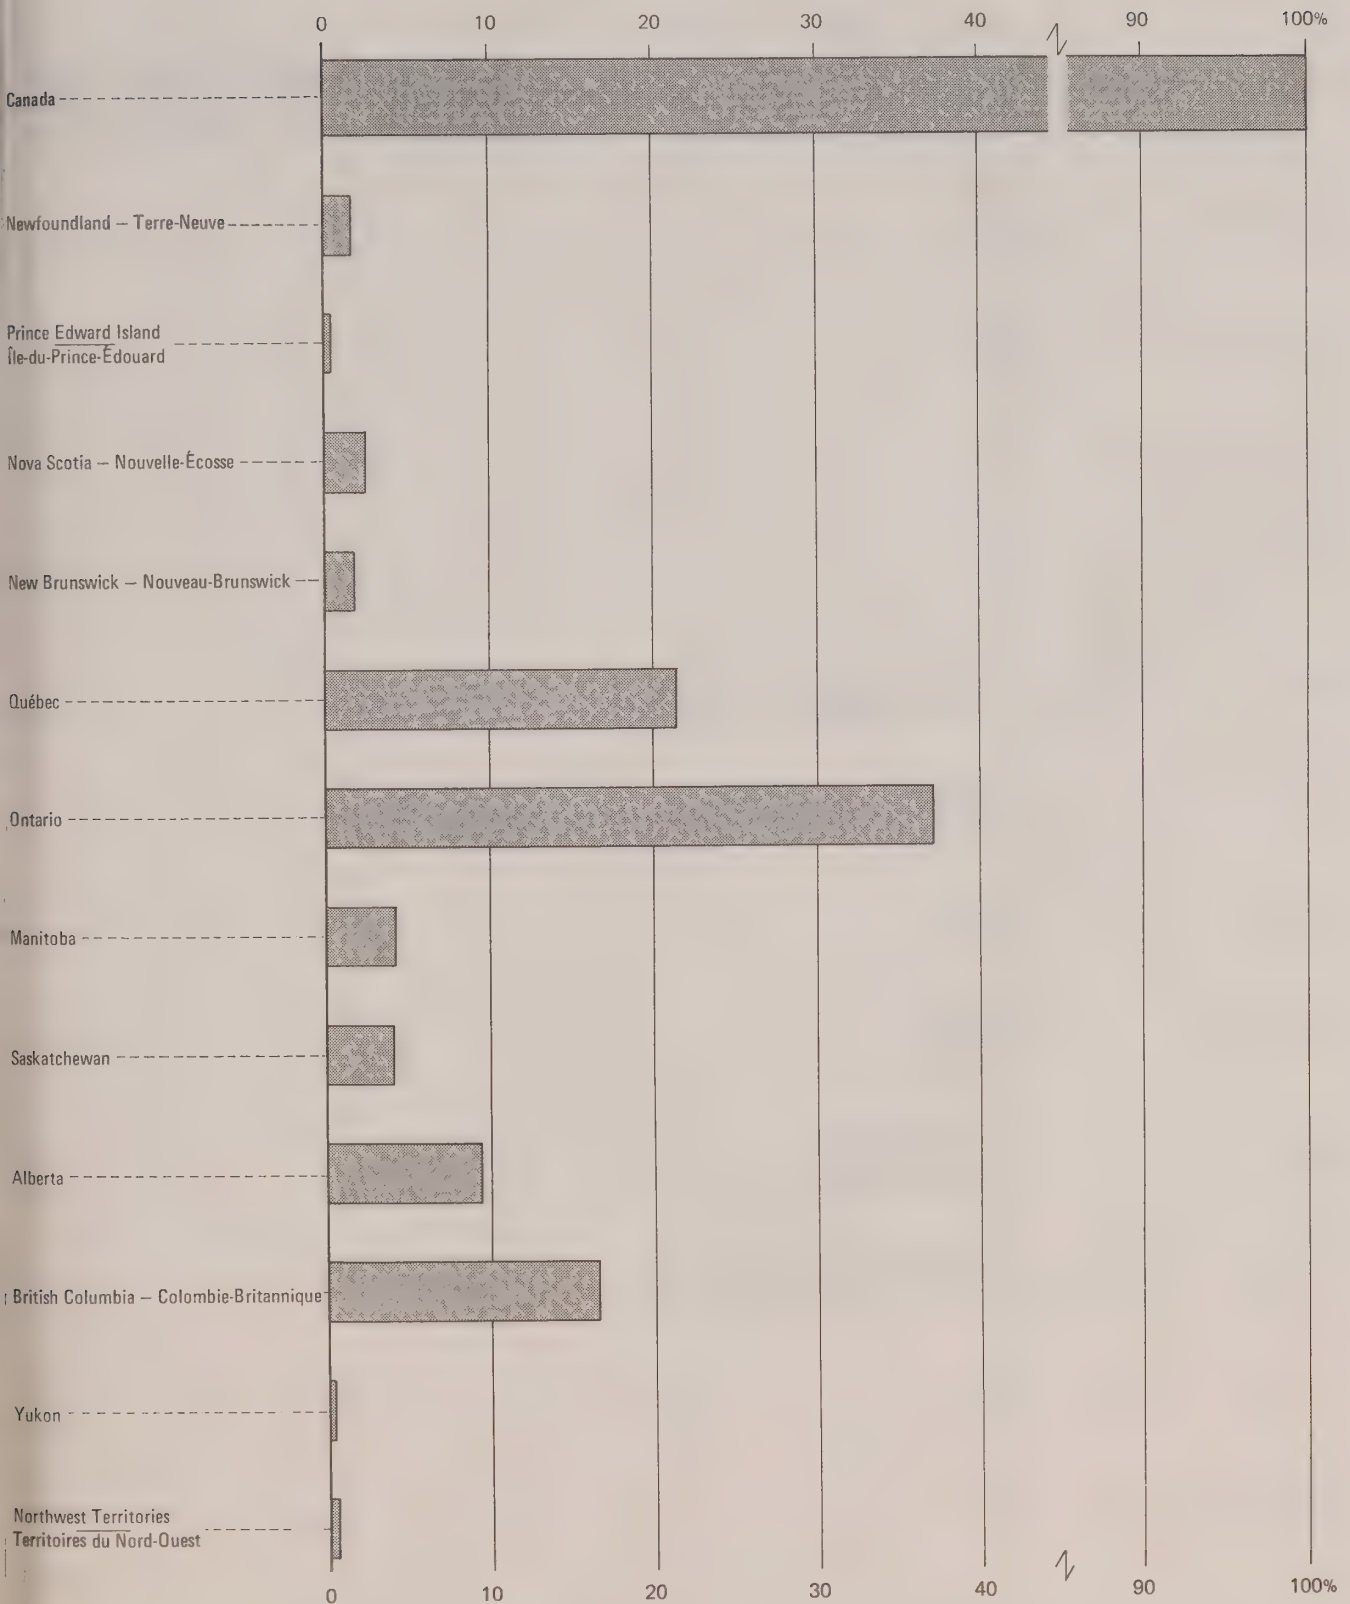 0 10 20 30 40 90 100%
Canada
Newfoundland — Terre-Neuve
Prince Edward Island
Île-du-Prince-Édouard
Nova Scotia — Nouvelle-Écosse
New Brunswick — Nouveau-Brunswick
Québec
Ontario
Manitoba
Saskatchewan
Alberta
British Columbia — Colombie-Britannique
Yukon
Northwest Territories
Territoires du Nord-Ouest
0 10 20 30 40 90 100%